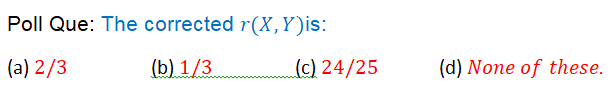 Poll Que: The corrected r(X,Y)is:
(a) 2/3 (b) 1/3 (c) 24/25 (d) None of these.